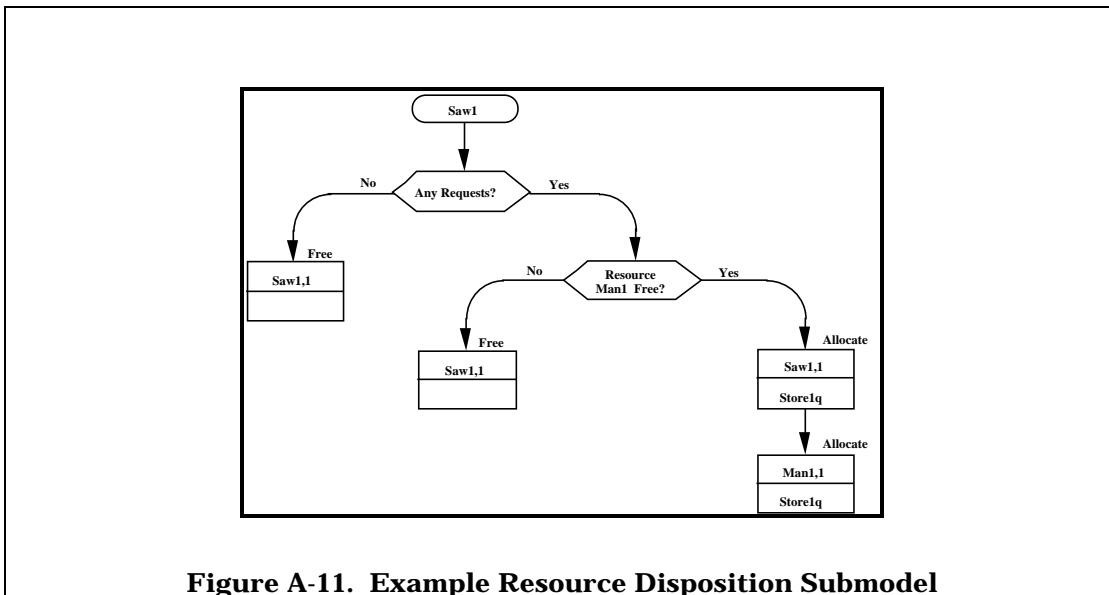 Saw1
No
Any Requests?
Yes
Free
Saw1,1
No
Resource
Man1 Free?
Yes
Free
Saw1,1
Allocate
Saw1,1
Store1q
Allocate
Man1,1
Store1q
Figure A-11. Example Resource Disposition Submodel